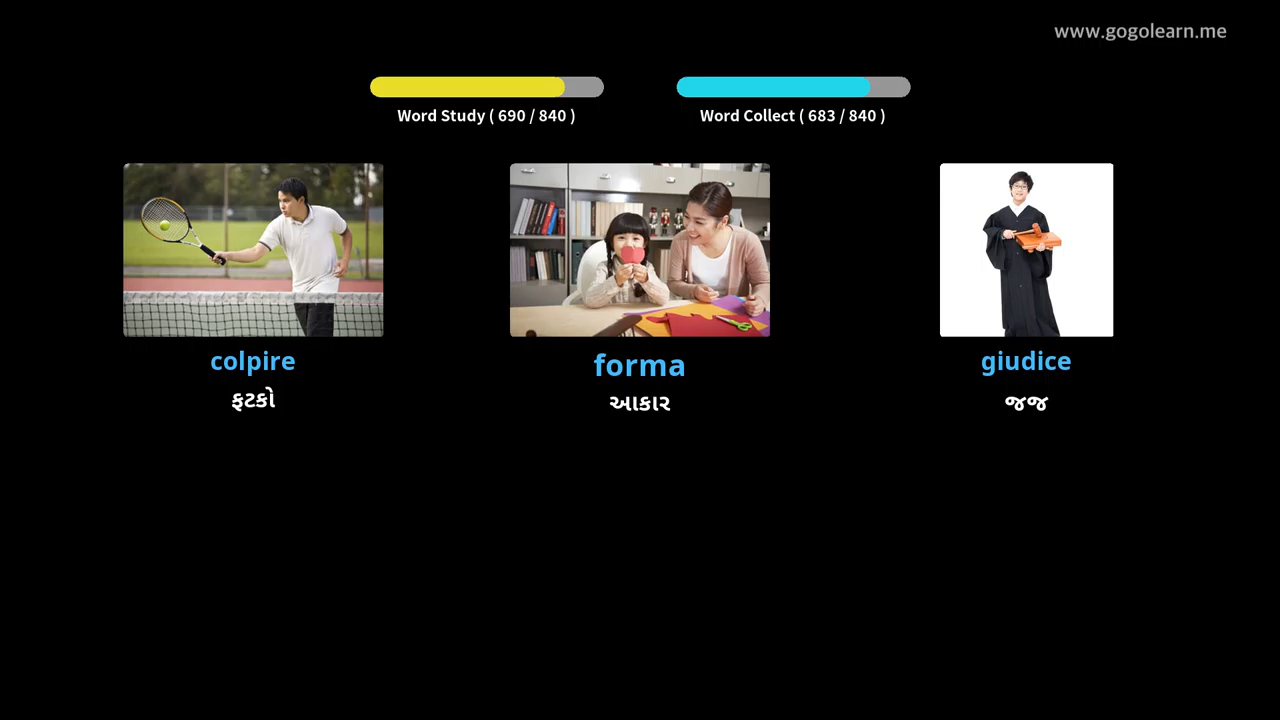 www.gogolearn.me
Word Study ( 690 / 840 )
Word Collect ( 683 / 840 )
colpire
forma
giudice
ફટકો
આકાર
જજ